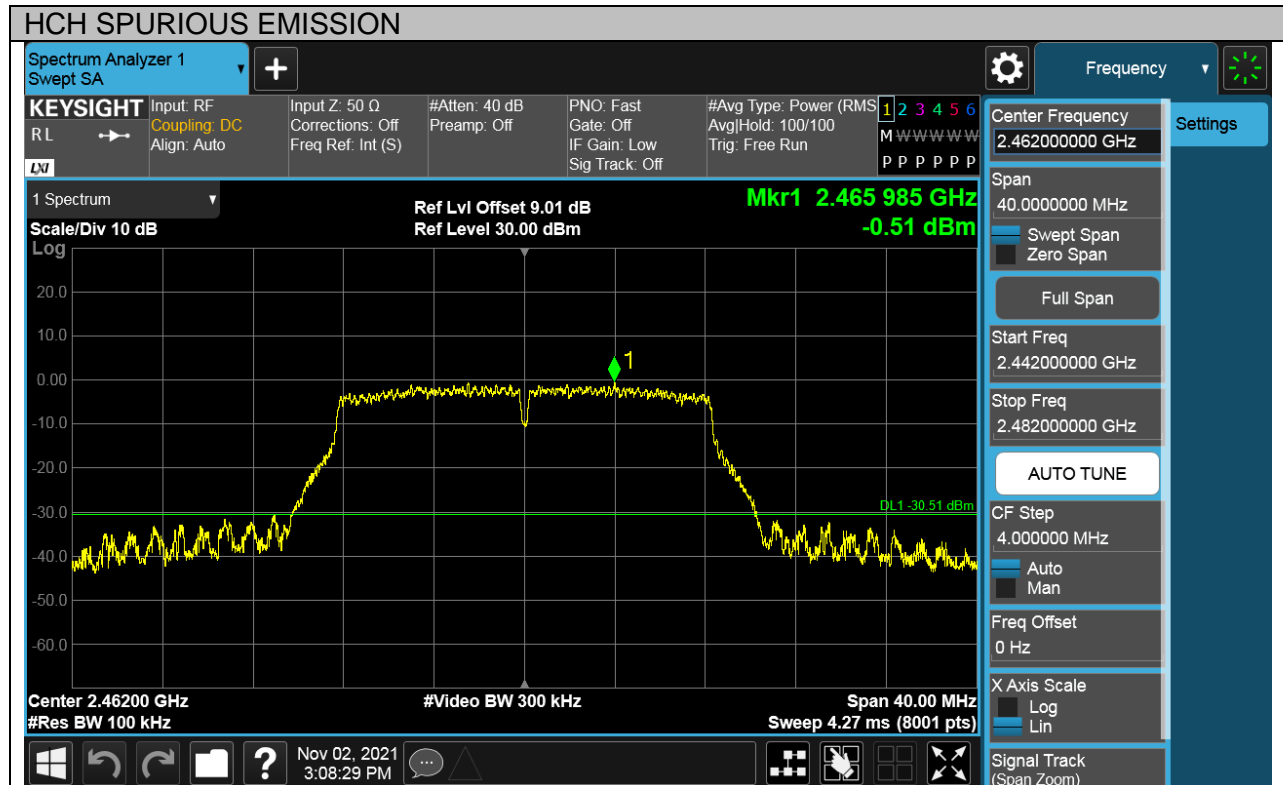 HCH SPURIOUS EMISSION
Spectrum Analyzer 1
Swept SA
Frequency
KEYSIGHT
RL
LXI
Input: RF
Coupling: DC
Align: Auto
Input Z: 50 Ω
Corrections: Off
Freq Ref: Int (S)
#Atten: 40 dB
Preamp: Off
PNO: Fast
Gate: Off
IF Gain: Low
Sig Track: Off
#Avg Type: Power (RMS
Avg|Hold: 100/100
Trig: Free Run
1 2 3 4 5 6
M W W W W W
P P P P P P
1 Spectrum
Scale/Div 10 dB
Log
Ref Lvl Offset 9.01 dB
Ref Level 30.00 dBm
Mkr1 2.465 985 GHz
-0.51 dBm
20.0
10.0
0.00
-10.0
-20.0
-30.0
-40.0
-50.0
-60.0
1
DL1 -30.51 dBm
Center 2.46200 GHz
#Video BW 300 kHz
Span 40.00 MHz
#Res BW 100 kHz
Sweep 4.27 ms (8001 pts)
?
Nov 02, 2021
3:08:29 PM
Center Frequency
2.462000000 GHz
Settings
Span
40.0000000 MHz
Swept Span
Zero Span
Full Span
Start Freq
2.442000000 GHz
Stop Freq
2.482000000 GHz
AUTO TUNE
CF Step
4.000000 MHz
Auto
Man
Freq Offset
0 Hz
X Axis Scale
Log
Lin
Signal Track
(Span Zoom)